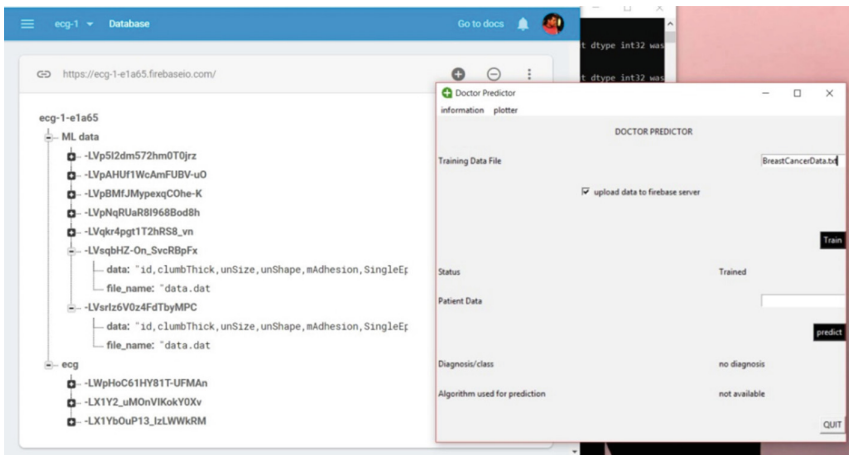 ecg-1 Database Go to docs
https://ecg-1-e1a65.firebaseio.com/
ecg-1-e1a65
ML data
-LVp5I2dm572hm0T0jrz
-LVpAHUf1WcAmFUBV-uO
-LVpBMfJMypexqCOhe-K
-LVpNqRUaR8I968Bod8h
-LVqkr4pgt1T2hRS8_vn
-LVsqbHZ-On_SvcRBpFx
data: "id,clumbThick,unSize,unShape,mAdhesion,SingleEp
file_name: "data.dat
-LVsrIz6V0z4FdTbyMPC
data: "id,clumbThick,unSize,unShape,mAdhesion,SingleEp
file_name: "data.dat
ecg
-LWpHoC61HY81T-UFMAn
-LX1Y2_uMOnVIKokY0Xv
-LX1YbOuP13_IzLWWkRM
t dtype int32 was
t dtype int32 was
Doctor Predictor
information plotter
DOCTOR PREDICTOR
Training Data File BreastCancerData.txt
upload data to firebase server
Train
Status Trained
Patient Data
predict
Diagnosis/class no diagnosis
Algorithm used for prediction not available
QUIT